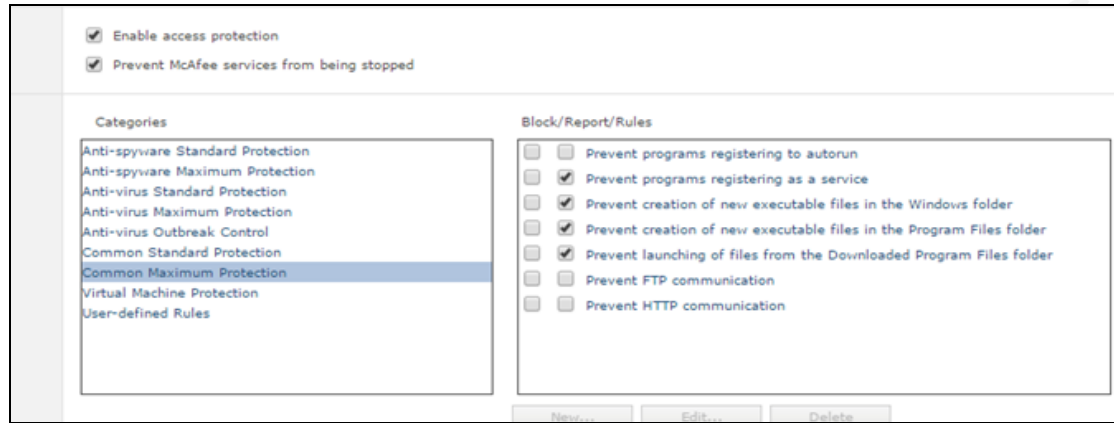 Enable access protection
Prevent McAfee services from being stopped
Categories
Anti-spyware Standard Protection
Anti-spyware Maximum Protection
Anti-virus Standard Protection
Anti-virus Maximum Protection
Anti-virus Outbreak Control
Common Standard Protection
Common Maximum Protection
Virtual Machine Protection
User-defined Rules
Block/Report/Rules
Prevent programs registering to autorun
Prevent programs registering as a service
Prevent creation of new executable files in the Windows folder
Prevent creation of new executable files in the Program Files folder
Prevent launching of files from the Downloaded Program Files folder
Prevent FTP communication
Prevent HTTP communication
New... Edit... Delete